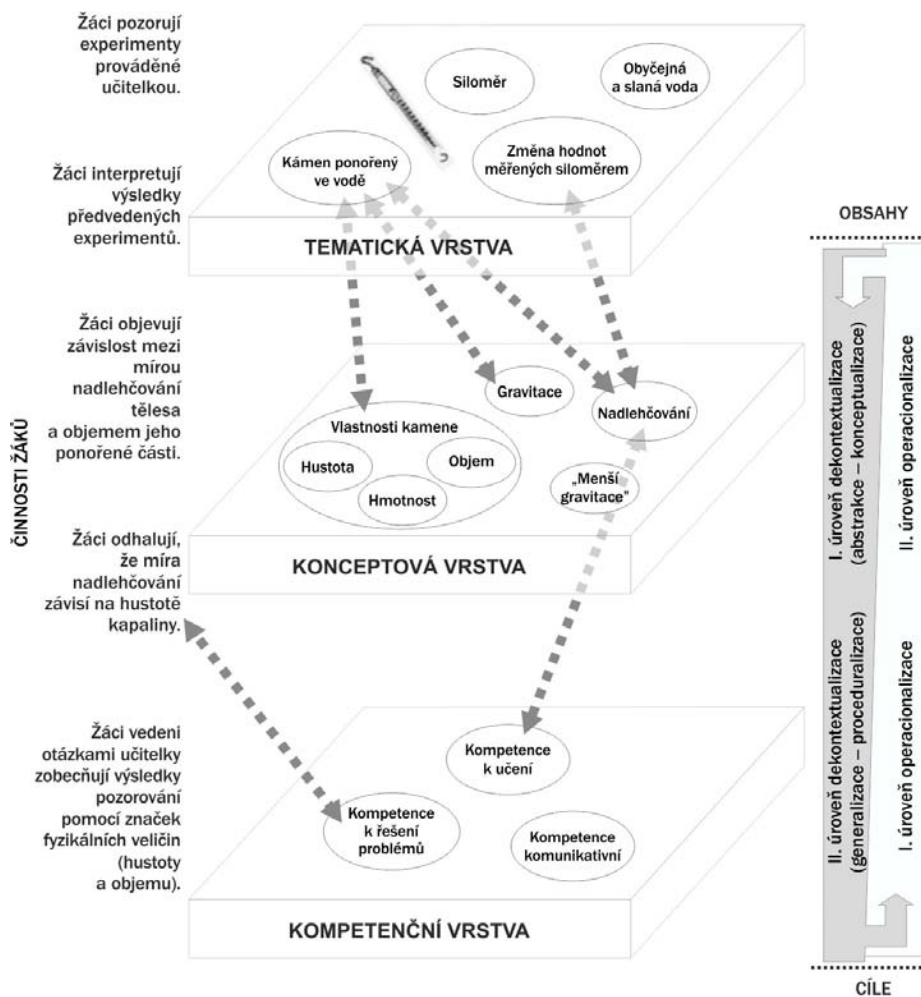 Žáci pozorují
experimenty
prováděné
učitelkou.
Žáci interpretují
výsledky
předvedených
experimentů.
Žáci objevují
závislost mezi
mírou
nadlehčování
tělesa
a objemem jeho
ponořené části.
Žáci odhalují,
že míra
nadlehčování
závisí na hustotě
kapaliny.
Žáci vedeni
otázkami učitelky
zobecňují výsledky
pozorování
pomocí značek
fyzikálních veličin
(hustoty
a objemu).
ČINNOSTI ŽÁKŮ
Siloměr
Obyčejná
a slaná voda
Kámen ponořený
ve vodě
Změna hodnot
měřených siloměrem
TEMATICKÁ VRSTVA
Gravitace
Nadlehčování
Vlastnosti kamene
Hustota
Objem
Hmotnost
„Menší
gravitace"
KONCEPTOVÁ VRSTVA
Kompetence
k učení
Kompetence
k řešení
problémů
Kompetence
komunikativní
KOMPETENČNÍ VRSTVA
OBSAHY
I. úroveň dekontextualizace
(abstrakce – konceptualizace)
II. úroveň operacionalizace
II. úroveň dekontextualizace
(generalizace – proceduralizace)
I. úroveň operacionalizace
CÍLE